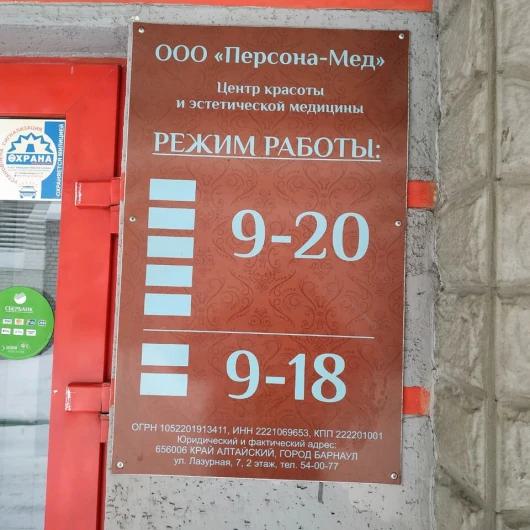 ООО «Персона-Мед»
Центр красоты
и эстетической медицины
РЕЖИМ РАБОТЫ:
9-20
9-18
ОГРН 1052201913411, ИНН 2221069653, КПП 222201001
Юридический и фактический адрес:
656006 КРАЙ АЛТАЙСКИЙ, ГОРОД БАРНАУЛ
ул. Лазурная, 7, 2 этаж, тел. 54-00-77
ОХРАНА
СБЕРБАНК